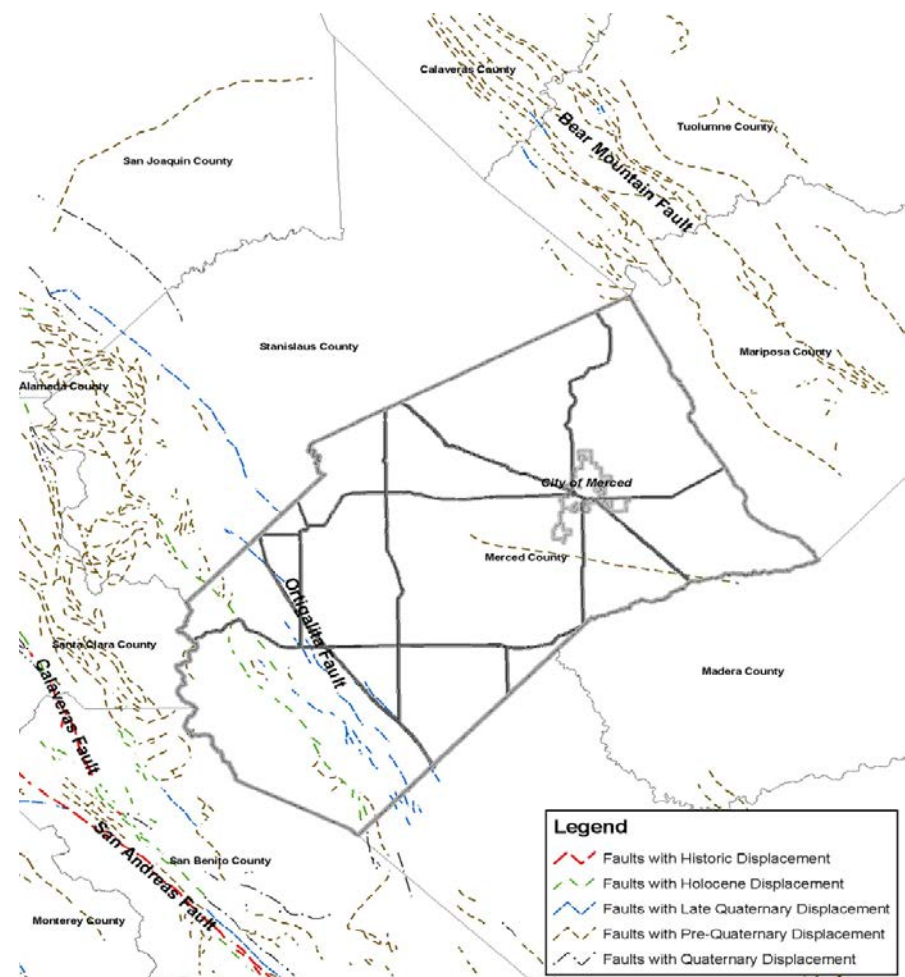 Calaveras County
Tuolumne County
Bear Mountain Fault
San Joaquin County
Stanislaus County
Mariposa County
Alameda County
City of Merced
Merced County
Ortigalita Fault
Santa Clara County
Madera County
Calaveras Fault
San Andreas Fault
San Benito County
Monterey County
Legend
Faults with Historic Displacement
Faults with Holocene Displacement
Faults with Late Quaternary Displacement
Faults with Pre-Quaternary Displacement
Faults with Quaternary Displacement